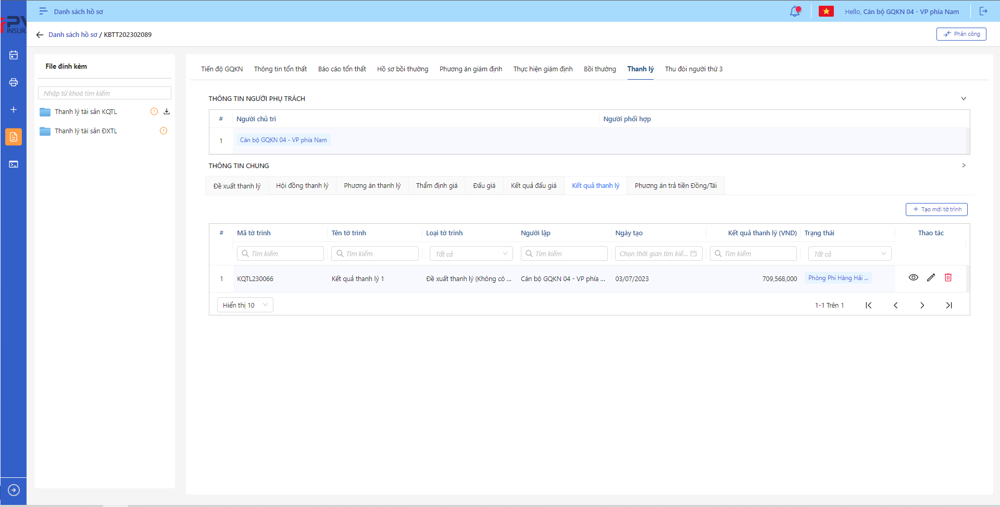 Danh sách hồ sơ
Hello, Cán bộ GQKN 04 - VP phía Nam
PV
INSURA
Danh sách hồ sơ / KBTT202302089
Phân công
File đính kèm
Nhập từ khoá tìm kiếm
Thanh lý tài sản KQTL
Thanh lý tài sản ĐXTL
Tiến độ GQKN
Thông tin tổn thất
Báo cáo tổn thất
Hồ sơ bồi thường
Phương án giám định
Thực hiện giám định
Bồi thường
Thanh lý
Thu đòi người thứ 3
THÔNG TIN NGƯỜI PHỤ TRÁCH
# Người chủ trì Người phối hợp
1 Cán bộ GQKN 04 - VP phía Nam
THÔNG TIN CHUNG
Đề xuất thanh lý
Hội đồng thanh lý
Phương án thanh lý
Thẩm định giá
Đấu giá
Kết quả đấu giá
Kết quả thanh lý
Phương án trả tiền Đồng/Tái
Tạo mới tờ trình
# Mã tờ trình Tên tờ trình Loại tờ trình Người lập Ngày tạo Kết quả thanh lý (VND) Trạng thái Thao tác
Tìm kiếm Tìm kiếm Tất cả Tìm kiếm Chọn thời gian tìm kiế... Tìm kiếm Tất cả
1 KQTL230066 Kết quả thanh lý 1 Đề xuất thanh lý (Không có ... Cán bộ GQKN 04 - VP phía ... 03/07/2023 709,568,000 Phòng Phi Hàng Hải ...
Hiển thị 10
1-1 Trên 1